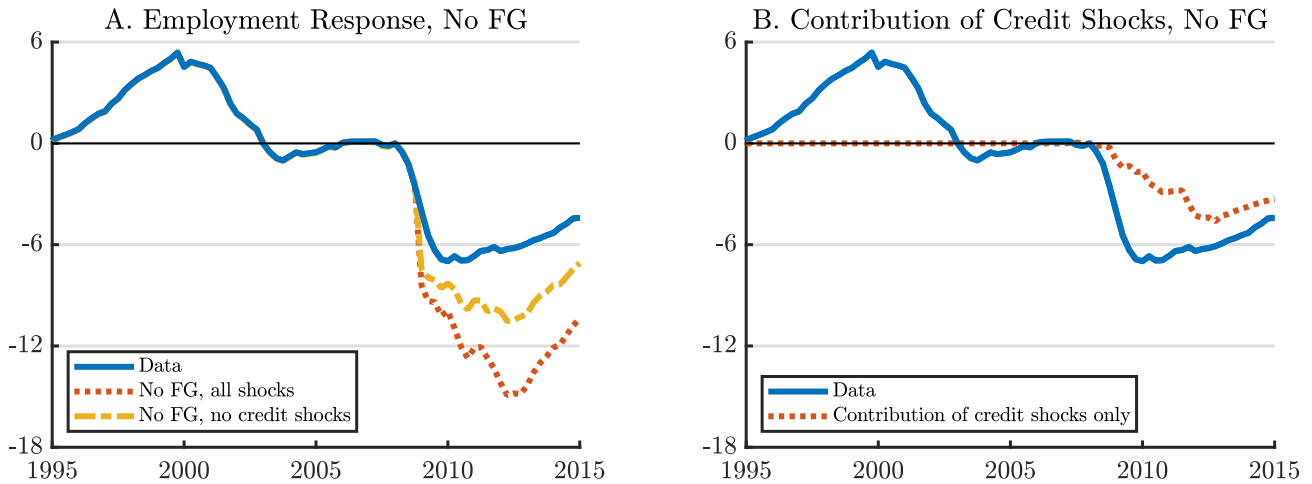 A. Employment Response, No FG
6
0
-6
-12
-18
1995
2000
2005
2010
2015
Data
No FG, all shocks
No FG, no credit shocks
B. Contribution of Credit Shocks, No FG
6
0
-6
-12
-18
1995
2000
2005
2010
2015
Data
Contribution of credit shocks only